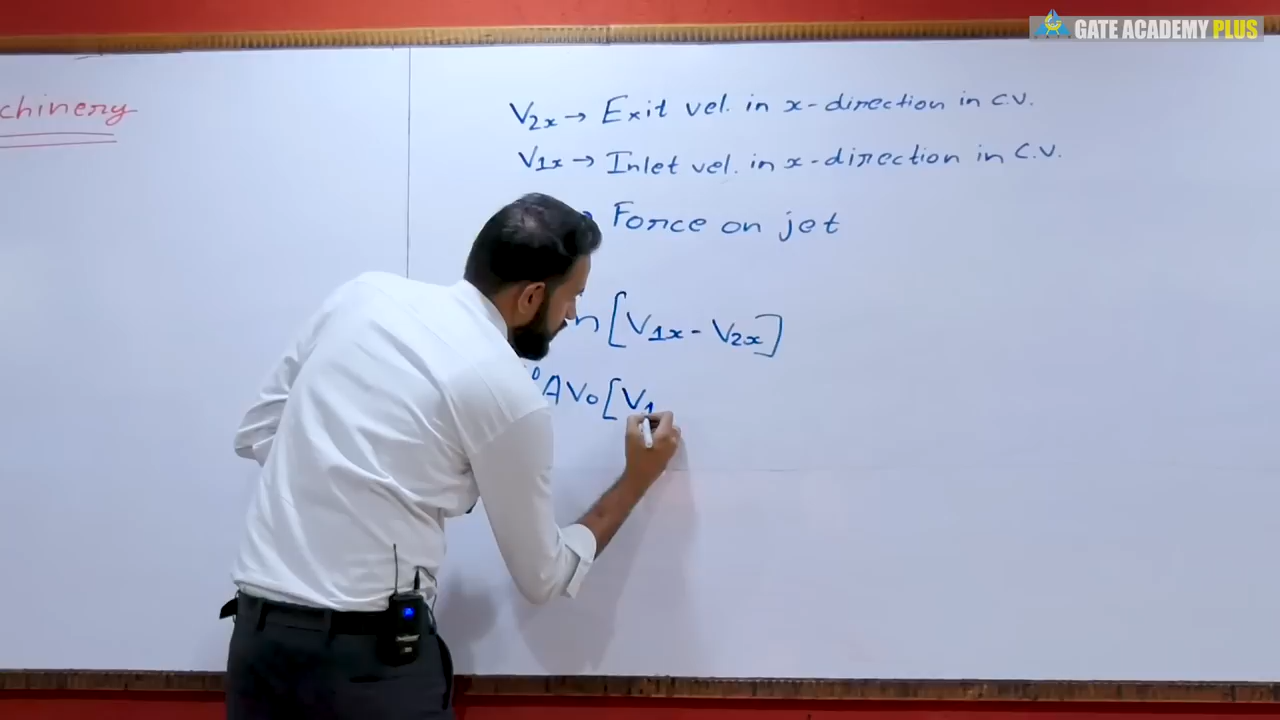 GATE ACADEMY PLUS
chinery
V2x → Exit vel. in x-direction in c.v.
V1x → Inlet vel. in x-direction in C.V.
Force on jet
[V1x - V2x]
AV0[V1